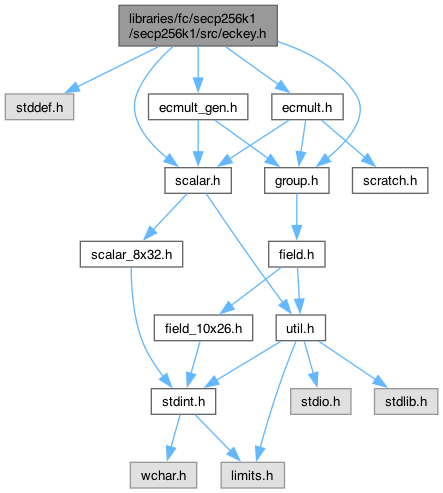 libraries/fc/secp256k1
/secp256k1/src/eckey.h
stddef.h
ecmult_gen.h
ecmult.h
scalar.h
group.h
scratch.h
scalar_8x32.h
field.h
field_10x26.h
util.h
stdint.h
stdio.h
stdlib.h
wchar.h
limits.h